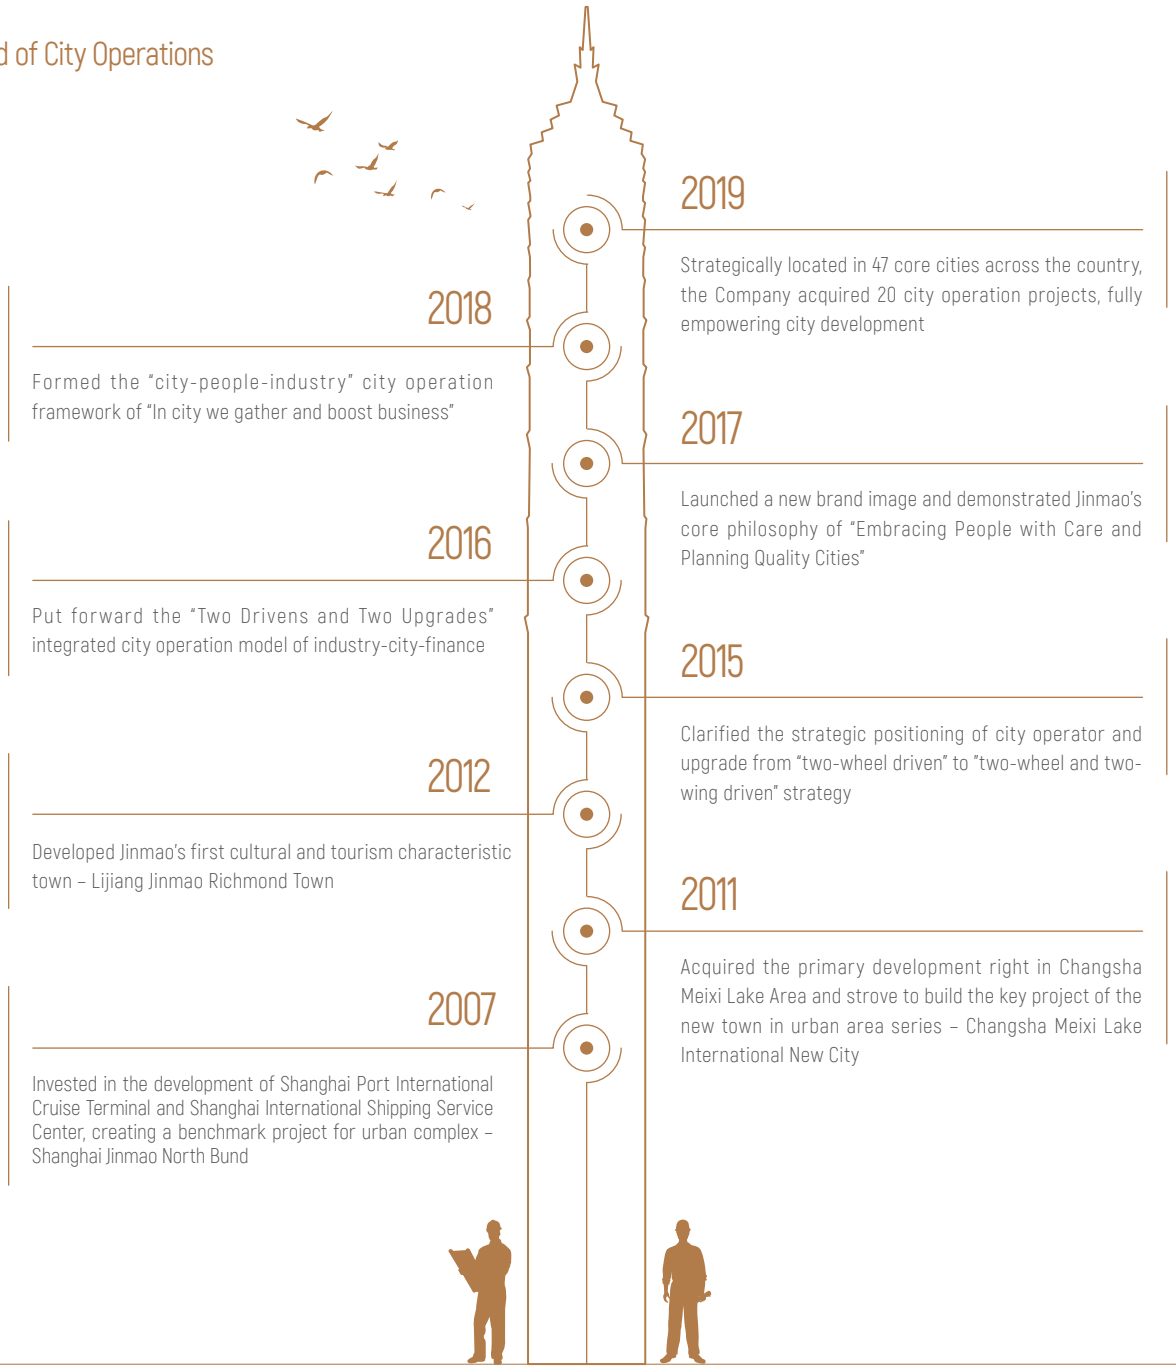 of City Operations
2019
Strategically located in 47 core cities across the country,
the Company acquired 20 city operation projects, fully
empowering city development
2018
Formed the “city-people-industry” city operation
framework of “In city we gather and boost business”
2017
Launched a new brand image and demonstrated Jinmao’s
core philosophy of “Embracing People with Care and
Planning Quality Cities”
2016
Put forward the “Two Drivens and Two Upgrades”
integrated city operation model of industry-city-finance
2015
Clarified the strategic positioning of city operator and
upgrade from “two-wheel driven” to ”two-wheel and two-
wing driven” strategy
2012
Developed Jinmao’s first cultural and tourism characteristic
town – Lijiang Jinmao Richmond Town
2011
Acquired the primary development right in Changsha
Meixi Lake Area and strove to build the key project of the
new town in urban area series – Changsha Meixi Lake
International New City
2007
Invested in the development of Shanghai Port International
Cruise Terminal and Shanghai International Shipping Service
Center, creating a benchmark project for urban complex –
Shanghai Jinmao North Bund